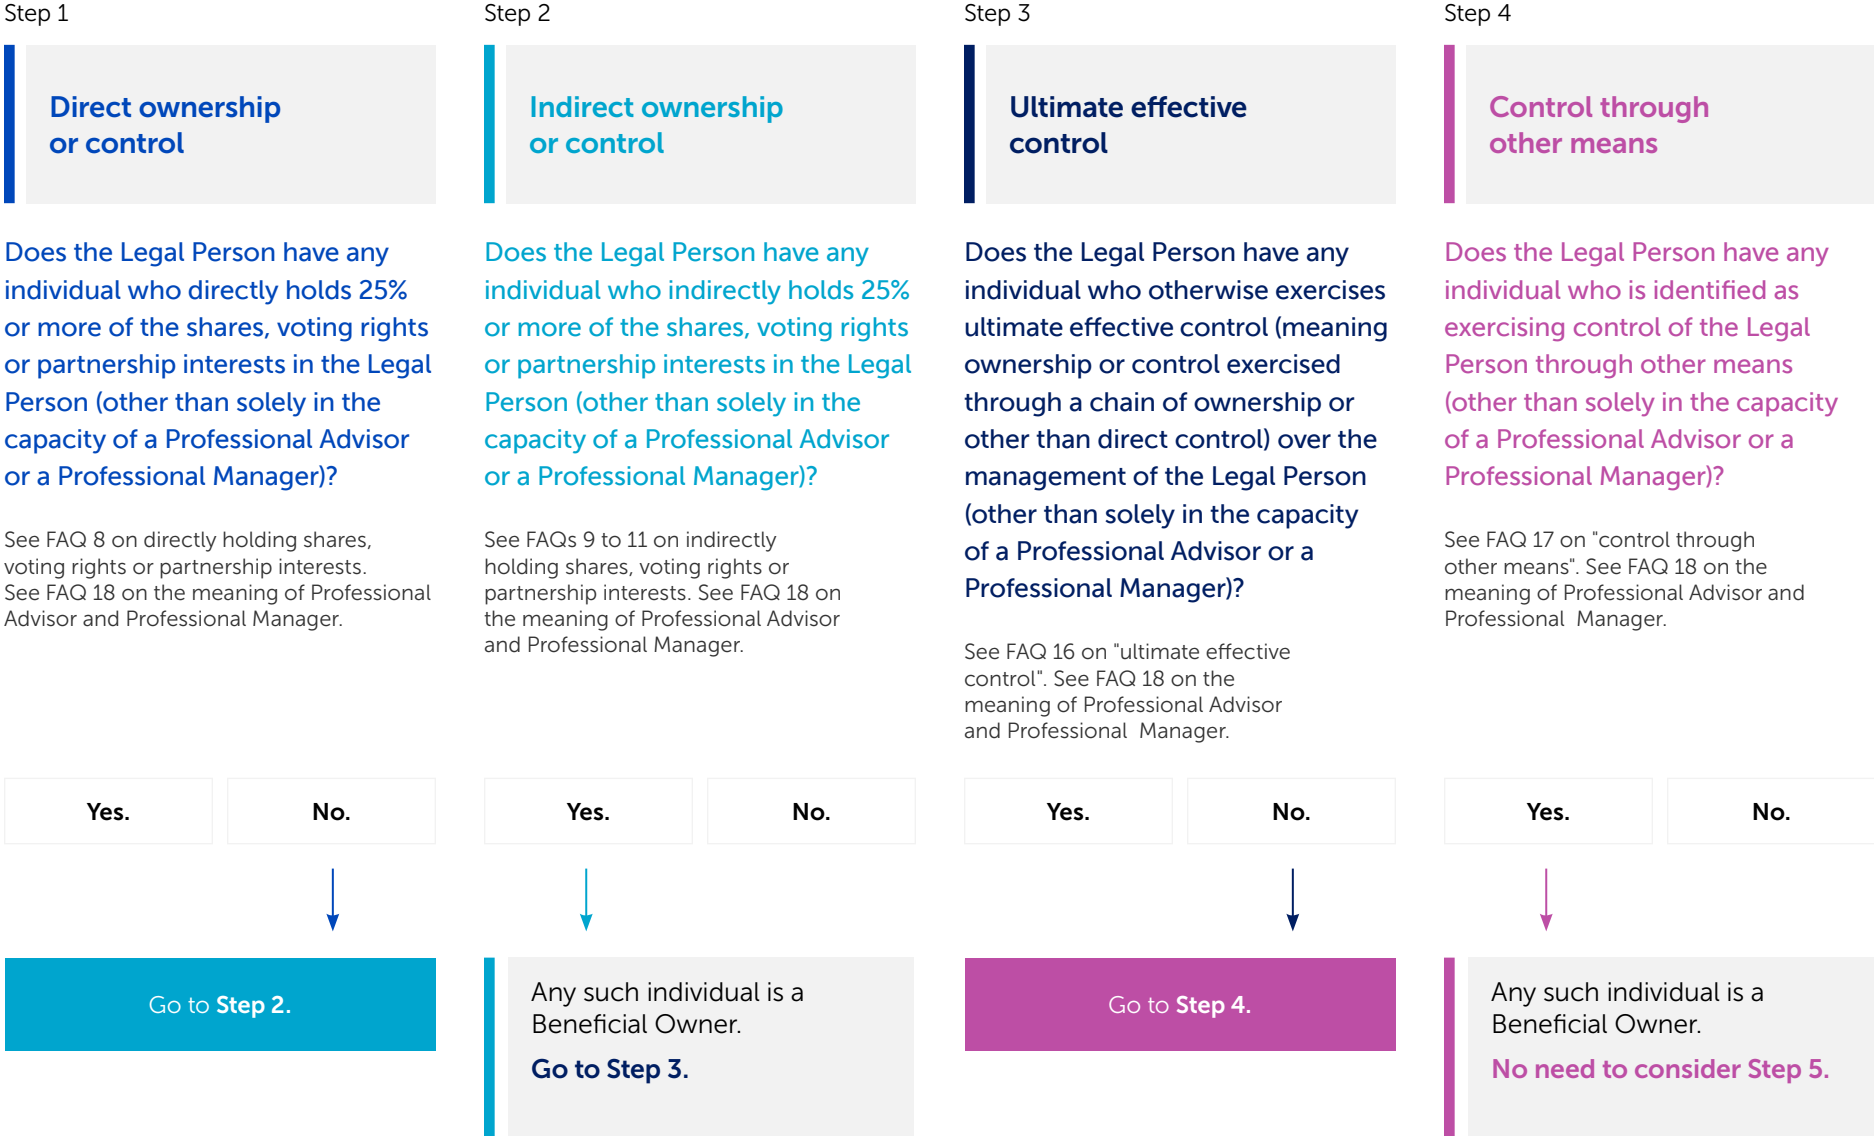 Step 1
Direct ownership
or control
Does the Legal Person have any
individual who directly holds 25%
or more of the shares, voting rights
or partnership interests in the Legal
Person (other than solely in the
capacity of a Professional Advisor
or a Professional Manager)?
See FAQ 8 on directly holding shares,
voting rights or partnership interests.
See FAQ 18 on the meaning of Professional
Advisor and Professional Manager.
Yes.
No.
Go to Step 2.
Step 2
Indirect ownership
or control
Does the Legal Person have any
individual who indirectly holds 25%
or more of the shares, voting rights
or partnership interests in the Legal
Person (other than solely in the
capacity of a Professional Advisor
or a Professional Manager)?
See FAQs 9 to 11 on indirectly
holding shares, voting rights or
partnership interests. See FAQ 18 on
the meaning of Professional Advisor
and Professional Manager.
Yes.
No.
Any such individual is a
Beneficial Owner.
Go to Step 3.
Step 3
Ultimate effective
control
Does the Legal Person have any
individual who otherwise exercises
ultimate effective control (meaning
ownership or control exercised
through a chain of ownership or
other than direct control) over the
management of the Legal Person
(other than solely in the capacity
of a Professional Advisor or a
Professional Manager)?
See FAQ 16 on "ultimate effective
control". See FAQ 18 on the
meaning of Professional Advisor
and Professional  Manager.
Yes.
No.
Go to Step 4.
Step 4
Control through
other means
Does the Legal Person have any
individual who is identified as
exercising control of the Legal
Person through other means
(other than solely in the capacity
of a Professional Advisor or a
Professional Manager)?
See FAQ 17 on "control through
other means". See FAQ 18 on the
meaning of Professional Advisor and
Professional  Manager.
Yes.
No.
Any such individual is a
Beneficial Owner.
No need to consider Step 5.